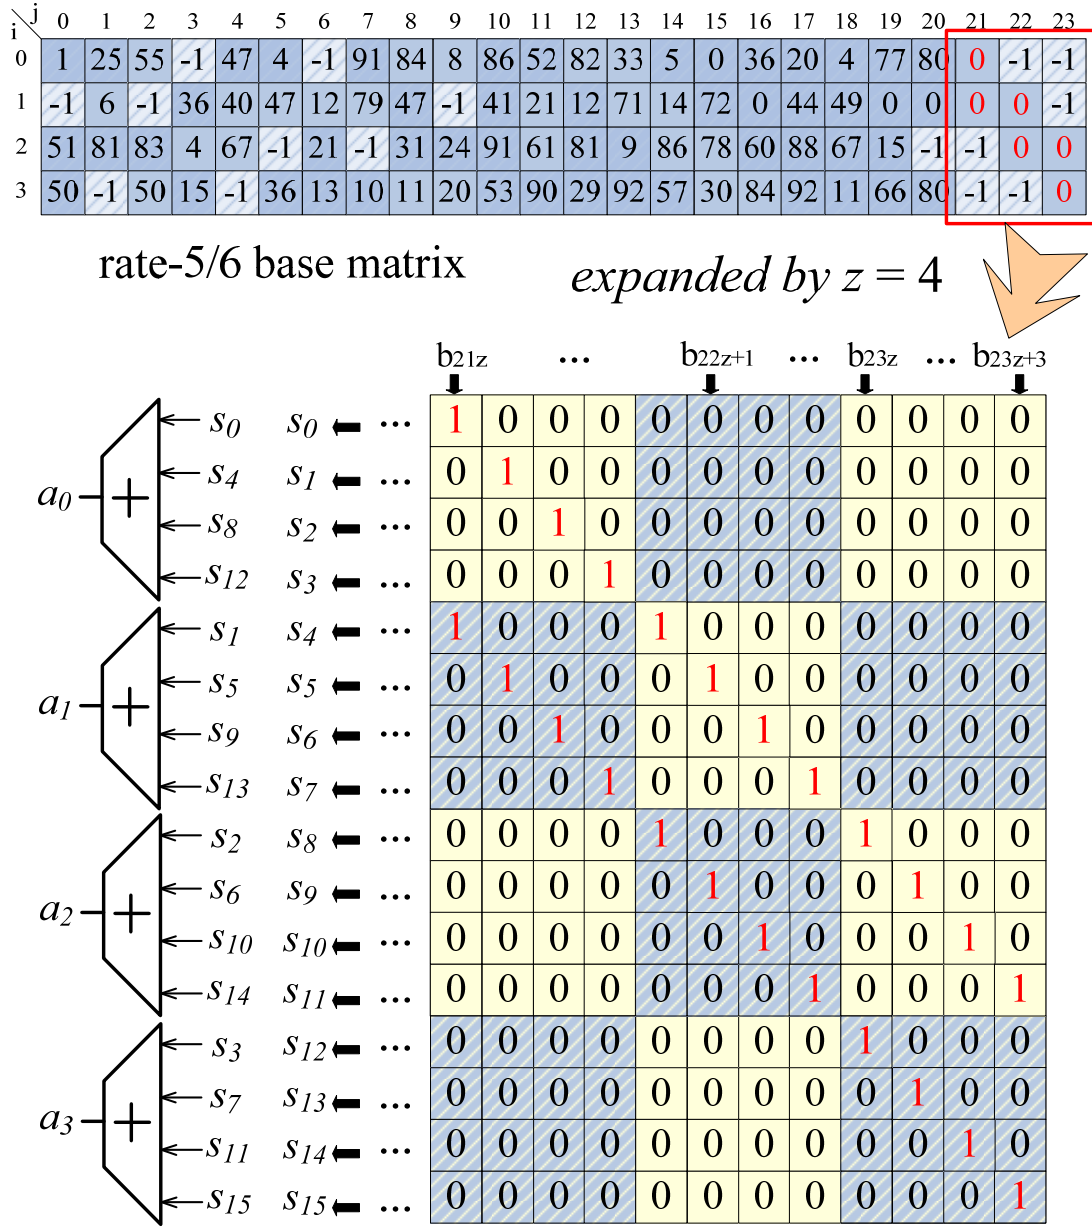 j 0 1 2 3 4 5 6 7 8 9 10 11 12 13 14 15 16 17 18 19 20 21 22 23
i
0 1 25 55 -1 47 4 -1 91 84 8 86 52 82 33 5 0 36 20 4 77 80 0 -1 -1
1 -1 6 -1 36 40 47 12 79 47 -1 41 21 12 71 14 72 0 44 49 0 0 0 0 -1
2 51 81 83 4 67 -1 21 -1 31 24 91 61 81 9 86 78 60 88 67 15 -1 -1 0 0
3 50 -1 50 15 -1 36 13 10 11 20 53 90 29 92 57 30 84 92 11 66 80 -1 -1 0
rate-5/6 base matrix expanded by z = 4
b21z ... b22z+1 ... b23z ... b23z+3
s0 s0 ... 1 0 0 0 0 0 0 0 0 0 0 0
s4 s1 ... 0 1 0 0 0 0 0 0 0 0 0 0
a0 +
s8 s2 ... 0 0 1 0 0 0 0 0 0 0 0 0
s12 s3 ... 0 0 0 1 0 0 0 0 0 0 0 0
s1 s4 ... 1 0 0 0 1 0 0 0 0 0 0 0
s5 s5 ... 0 1 0 0 0 1 0 0 0 0 0 0
a1 +
s9 s6 ... 0 0 1 0 0 0 1 0 0 0 0 0
s13 s7 ... 0 0 0 1 0 0 0 1 0 0 0 0
s2 s8 ... 0 0 0 0 1 0 0 0 1 0 0 0
s6 s9 ... 0 0 0 0 0 1 0 0 0 1 0 0
a2 +
s10 s10 ... 0 0 0 0 0 0 1 0 0 0 1 0
s14 s11 ... 0 0 0 0 0 0 0 1 0 0 0 1
s3 s12 ... 0 0 0 0 0 0 0 0 1 0 0 0
s7 s13 ... 0 0 0 0 0 0 0 0 0 1 0 0
a3 +
s11 s14 ... 0 0 0 0 0 0 0 0 0 0 1 0
s15 s15 ... 0 0 0 0 0 0 0 0 0 0 0 1